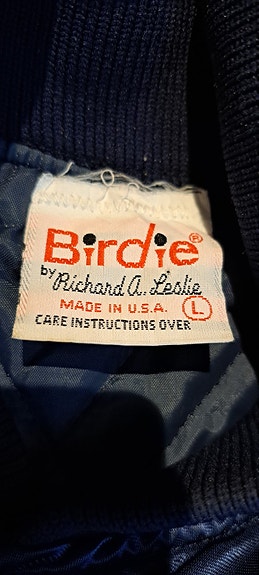 Birdie®
by Richard A. Leslie
MADE IN U.S.A. L
CARE INSTRUCTIONS OVER